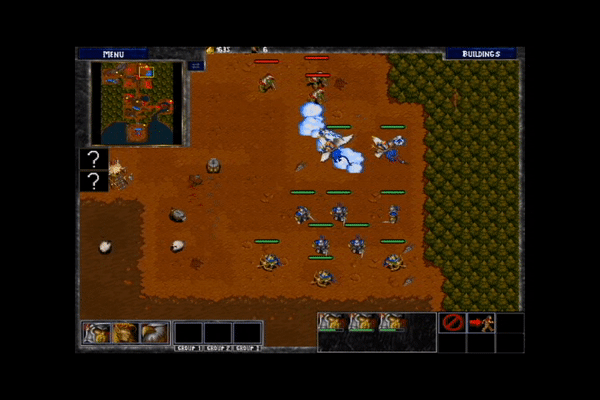 MENU
1635 6
BUILDINGS
?
?
GROUP 1 GROUP 2 GROUP 3